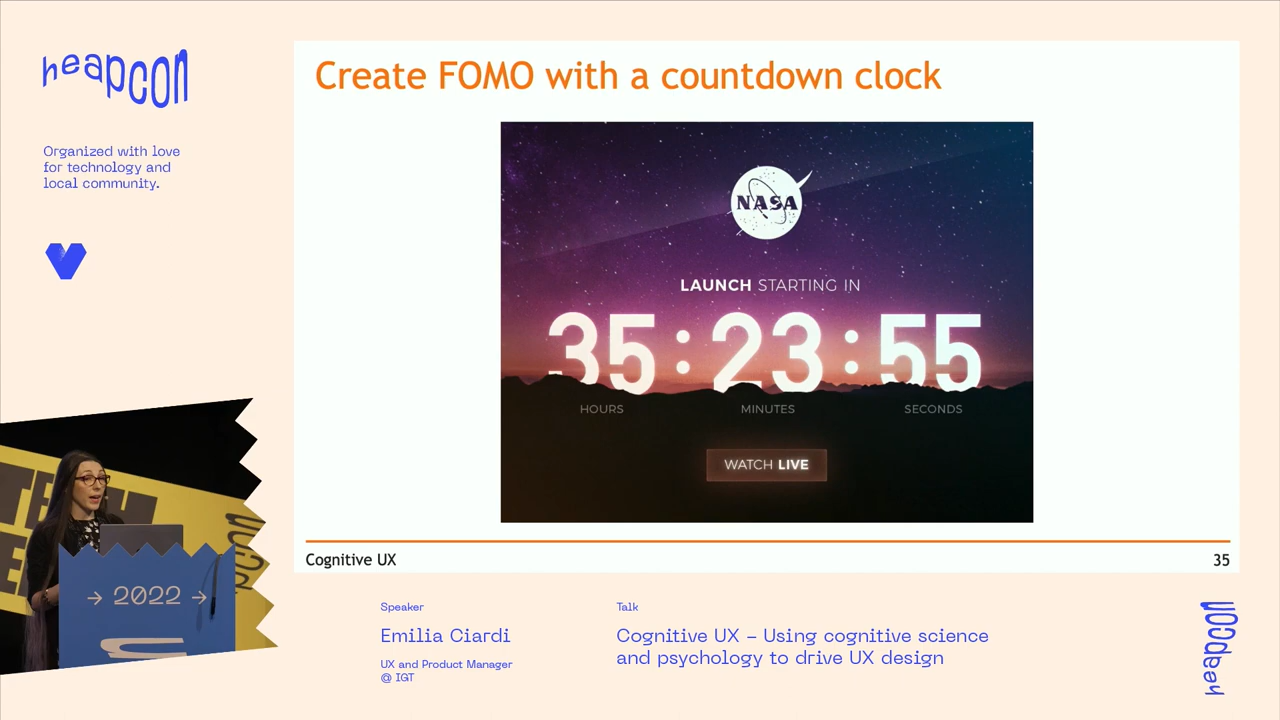 heapcon
Organized with love
for technology and
local community.
Create FOMO with a countdown clock
NASA
LAUNCH STARTING IN
35:23:55
HOURS MINUTES SECONDS
WATCH LIVE
Cognitive UX 35
→ 2022 →
Speaker
Emilia Ciardi
UX and Product Manager
@ IGT
Talk
Cognitive UX – Using cognitive science
and psychology to drive UX design
heapcon